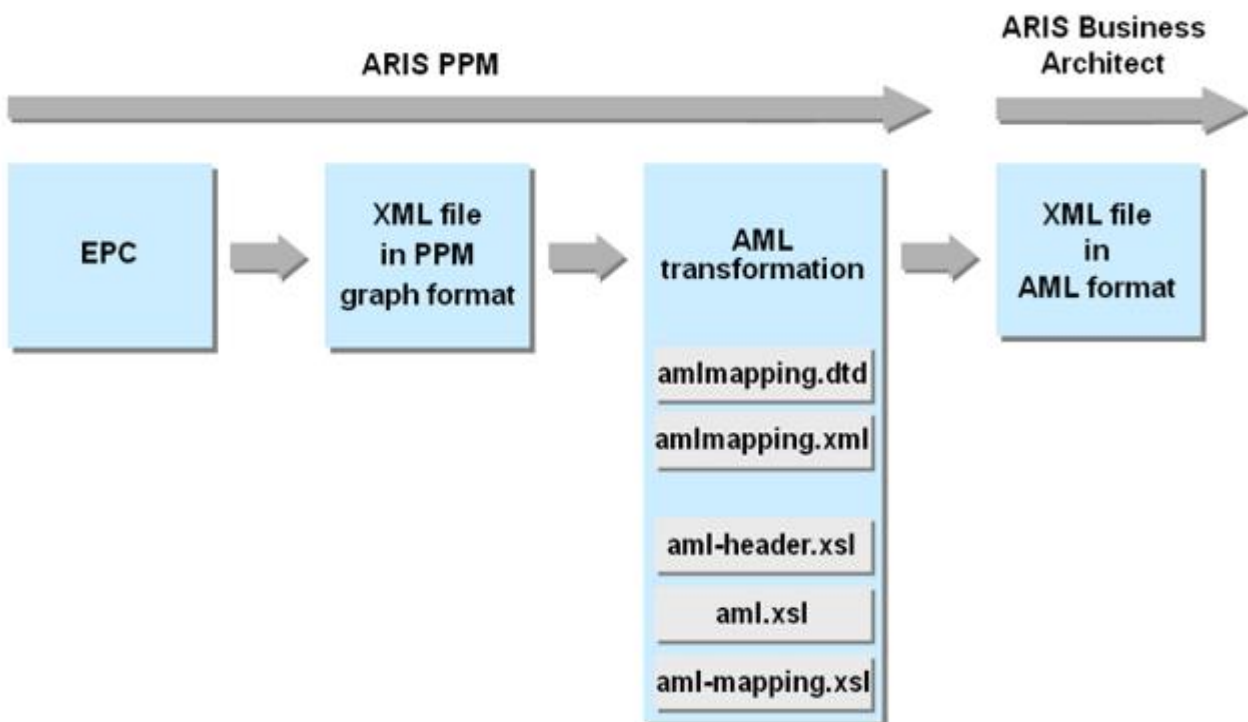 ARIS PPM
ARIS Business
Architect
EPC
XML file
in PPM
graph format
AML
transformation
amlmapping.dtd
amlmapping.xml
aml-header.xsl
aml.xsl
aml-mapping.xsl
XML file
in
AML format